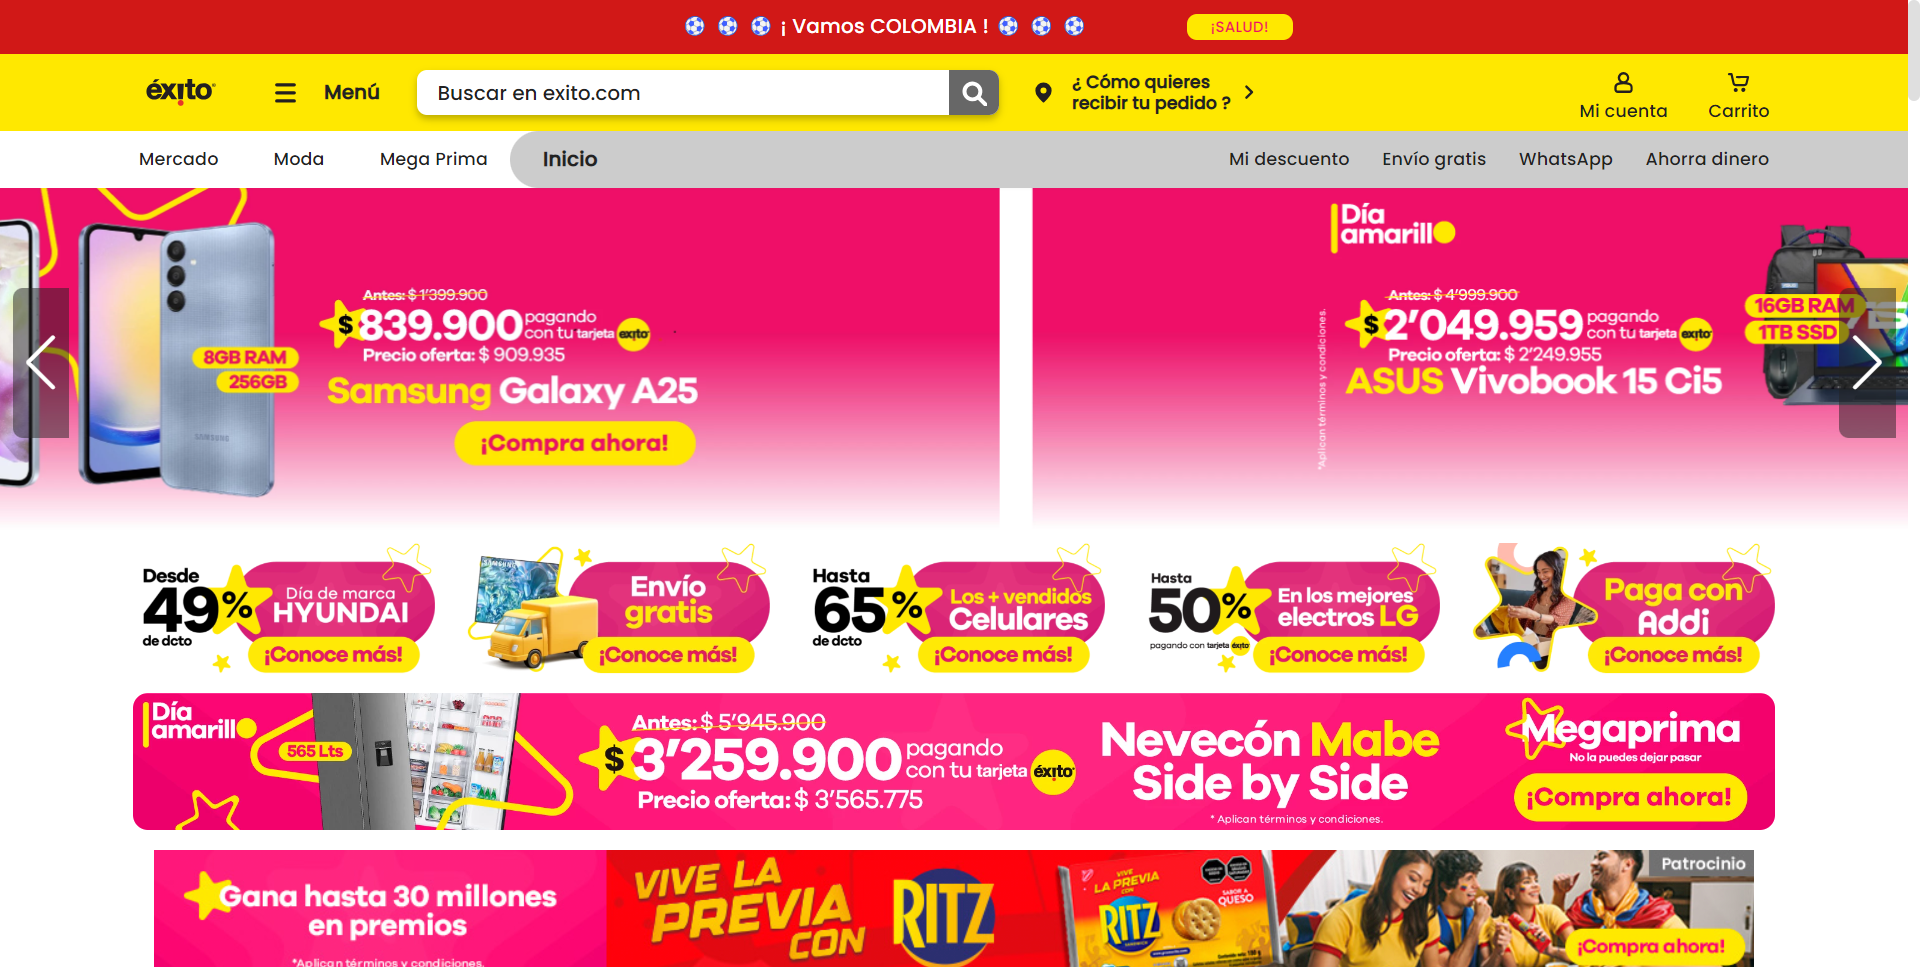 ¡ Vamos COLOMBIA !
¡SALUD!
éxito
Menú
Buscar en exito.com
¿ Cómo quieres
recibir tu pedido ?
Mi cuenta
Carrito
Mercado
Moda
Mega Prima
Inicio
Mi descuento
Envío gratis
WhatsApp
Ahorra dinero
8GB RAM
256GB
SAMSUNG
Antes: $ 1'399.900
$ 839.900 pagando
con tu tarjeta éxito
Precio oferta: $ 909.935
Samsung Galaxy A25
¡Compra ahora!
Día
amarillo
*Aplican términos y condiciones.
Antes: $ 4'999.900
$ 2'049.959 pagando
con tu tarjeta éxito
Precio oferta: $ 2'249.955
ASUS Vivobook 15 Ci5
16GB RAM
1TB SSD
Desde
49%
de dcto
Día de marca
HYUNDAI
¡Conoce más!
SAMSUNG
Envío
gratis
¡Conoce más!
Hasta
65%
de dcto
Los + vendidos
Celulares
¡Conoce más!
Hasta
50%
pagando con tarjeta éxito
En los mejores
electros LG
¡Conoce más!
Paga con
Addi
¡Conoce más!
Día
amarillo
565 Lts
Antes: $ 5'945.900
$ 3'259.900 pagando
con tu tarjeta éxito
Precio oferta: $ 3'565.775
Nevecón Mabe
Side by Side
* Aplican términos y condiciones.
Megaprima
No la puedes dejar pasar
¡Compra ahora!
Gana hasta 30 millones
en premios
*Aplican términos y condiciones.
VIVE LA
PREVIA
CON
RITZ
VIVE
LA PREVIA
CON
RITZ
SABOR A
QUESO
Patrocinio
¡Compra ahora!